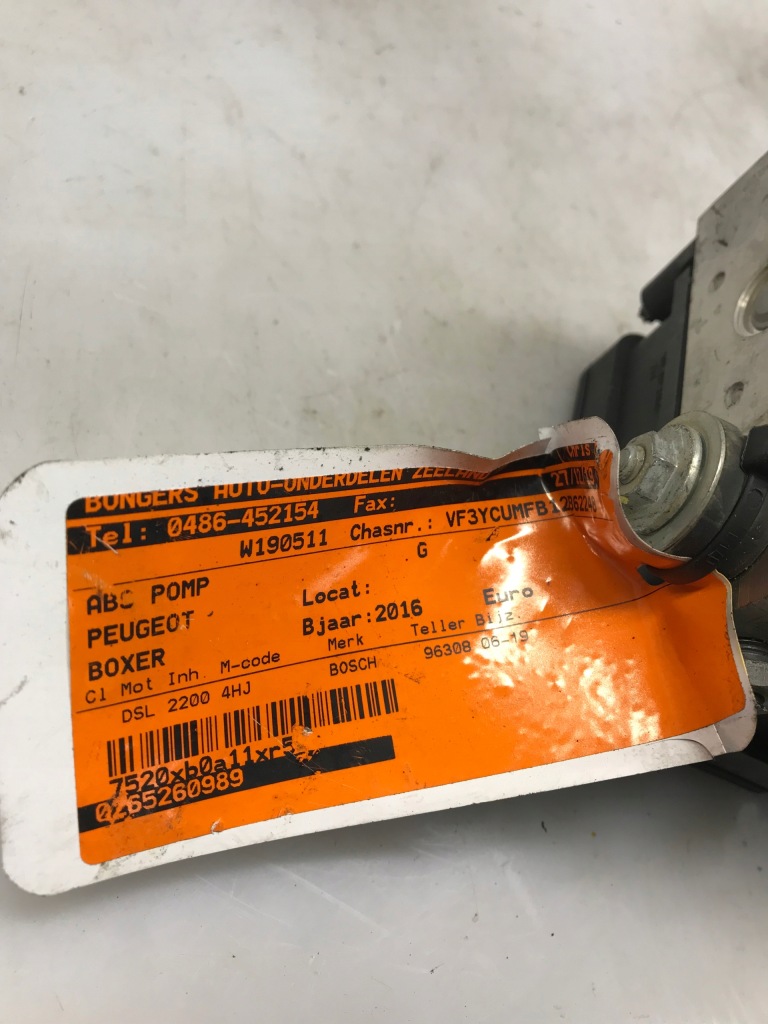 BONGERS AUTO-ONDERDELEN ZEELAND
Tel: 0486-452154 Fax:
W190511 Chasnr.: VF3YCUMFB12B62248
G
ABS POMP Locat: Euro
PEUGEOT Bjaar:2016
BOXER Merk Teller Bijz.
Cl Mot Inh. M-code BOSCH 96308 06-19
DSL 2200 4HJ
7520xb0a11xr5
0265260989